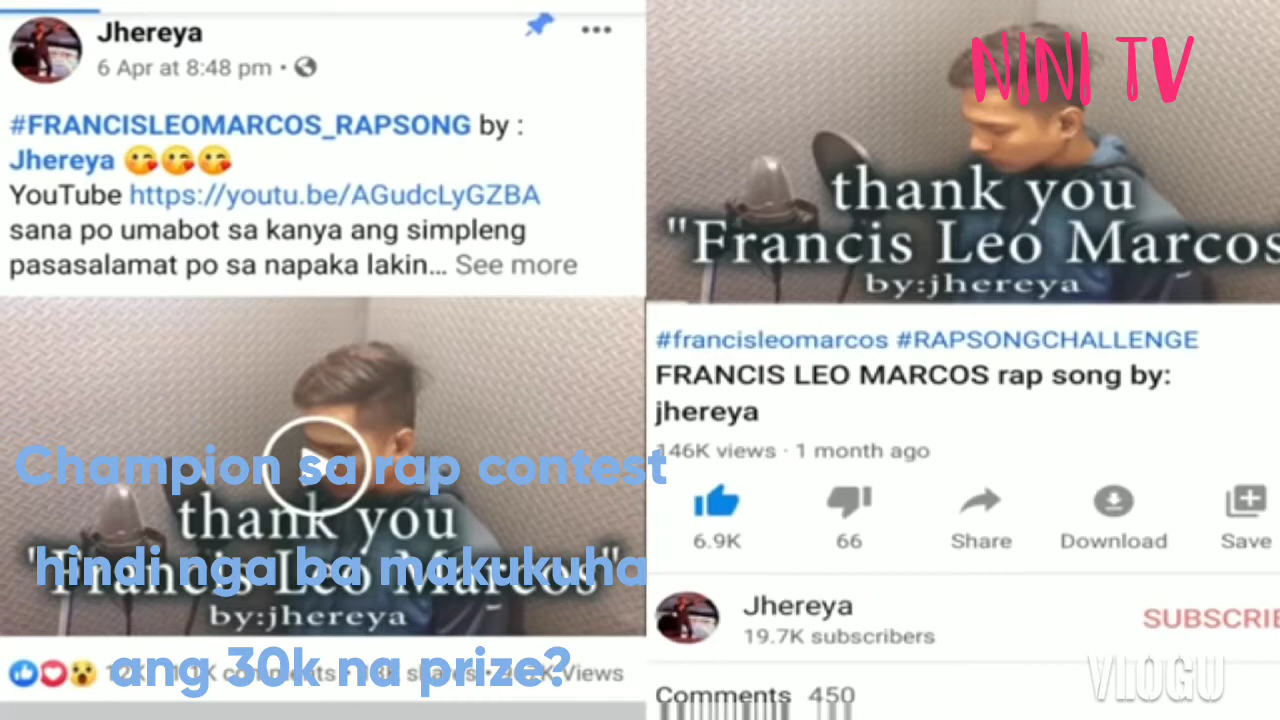 Jhereya
6 Apr at 8:48 pm
#FRANCISLEOMARCOS_RAPSONG by :
Jhereya 😘😘😘
YouTube https://youtu.be/AGudcLyGZBA
sana po umabot sa kanya ang simpleng
pasasalamat po sa napaka lakin... See more
thank you
"Francis Leo Marcos"
by:jhereya
Views
Champion sa rap contest
hindi nga ba makukuha
ang 30k na prize?
NINI TV
thank you
"Francis Leo Marcos
by:jhereya
#francisleomarcos #RAPSONGCHALLENGE
FRANCIS LEO MARCOS rap song by:
jhereya
146K views · 1 month ago
6.9K 66 Share Download Save
Jhereya
19.7K subscribers
SUBSCRIBE
Comments 450
VLOGU